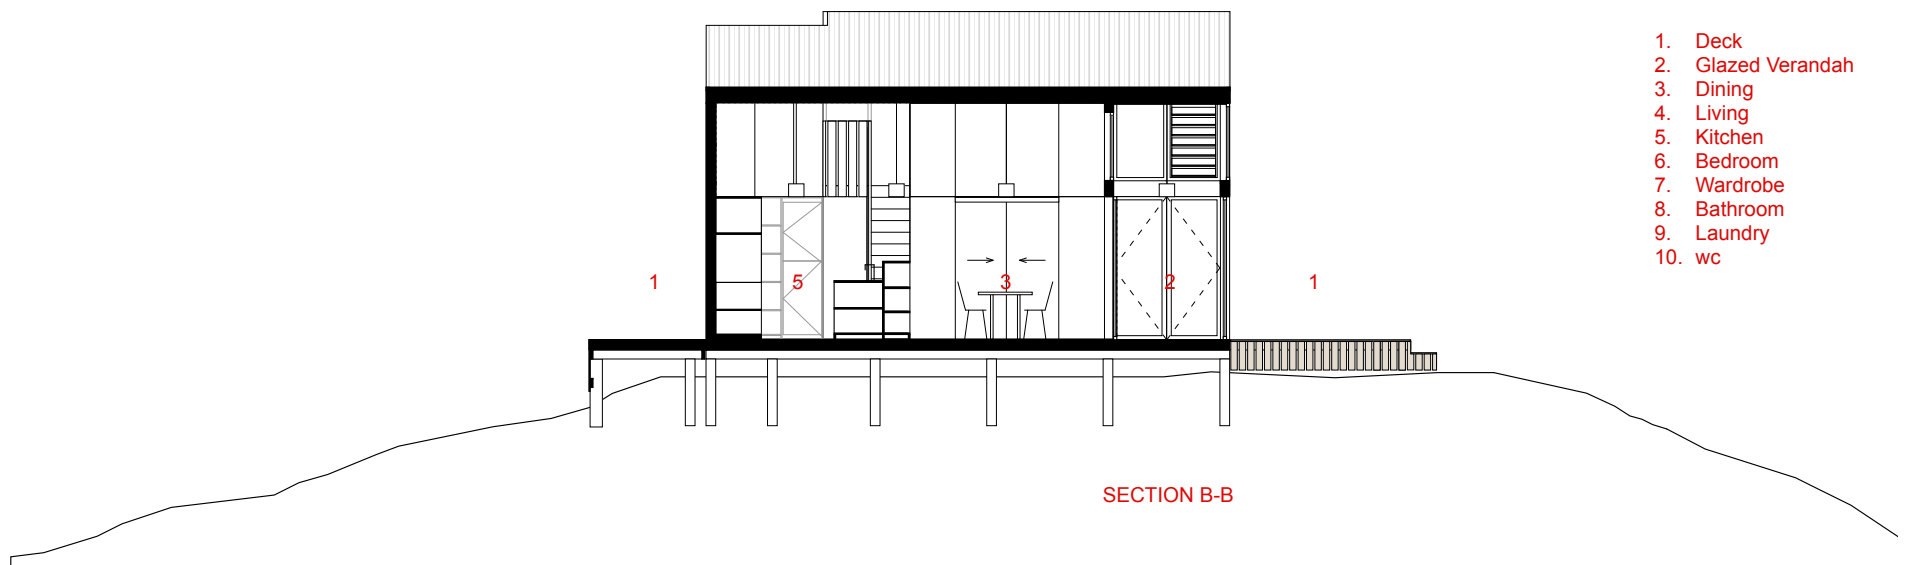 1. Deck
2. Glazed Verandah
3. Dining
4. Living
5. Kitchen
6. Bedroom
7. Wardrobe
8. Bathroom
9. Laundry
10. wc
1 5 3 2 1
SECTION B-B